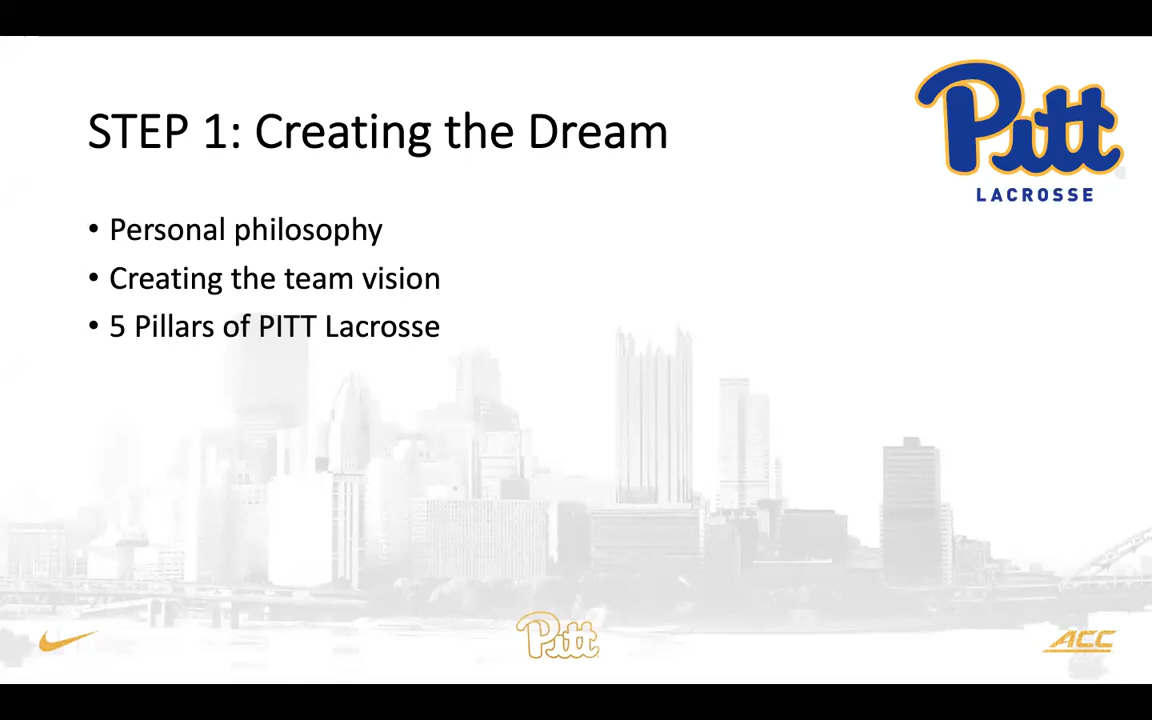 Pitt
LACROSSE
STEP 1: Creating the Dream
• Personal philosophy
• Creating the team vision
• 5 Pillars of PITT Lacrosse
Pitt
ACC